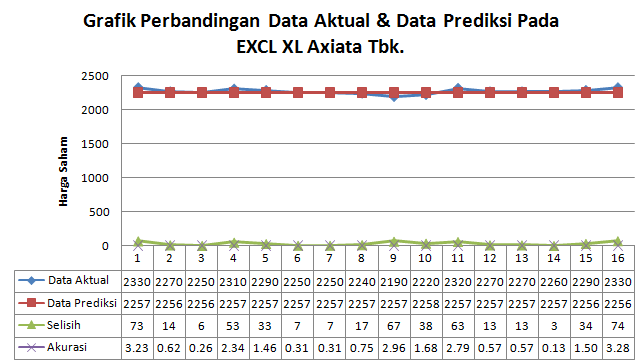 Grafik Perbandingan Data Aktual & Data Prediksi Pada
EXCL XL Axiata Tbk.
Harga Saham
2500
2000
1500
1000
500
0
1 2 3 4 5 6 7 8 9 10 11 12 13 14 15 16
Data Aktual 2330 2270 2250 2310 2290 2250 2250 2240 2190 2220 2320 2270 2270 2260 2290 2330
Data Prediksi 2257 2256 2256 2257 2257 2257 2257 2257 2257 2258 2257 2257 2257 2257 2256 2256
Selisih 73 14 6 53 33 7 7 17 67 38 63 13 13 3 34 74
Akurasi 3.23 0.62 0.26 2.34 1.46 0.31 0.31 0.75 2.96 1.68 2.79 0.57 0.57 0.13 1.50 3.28